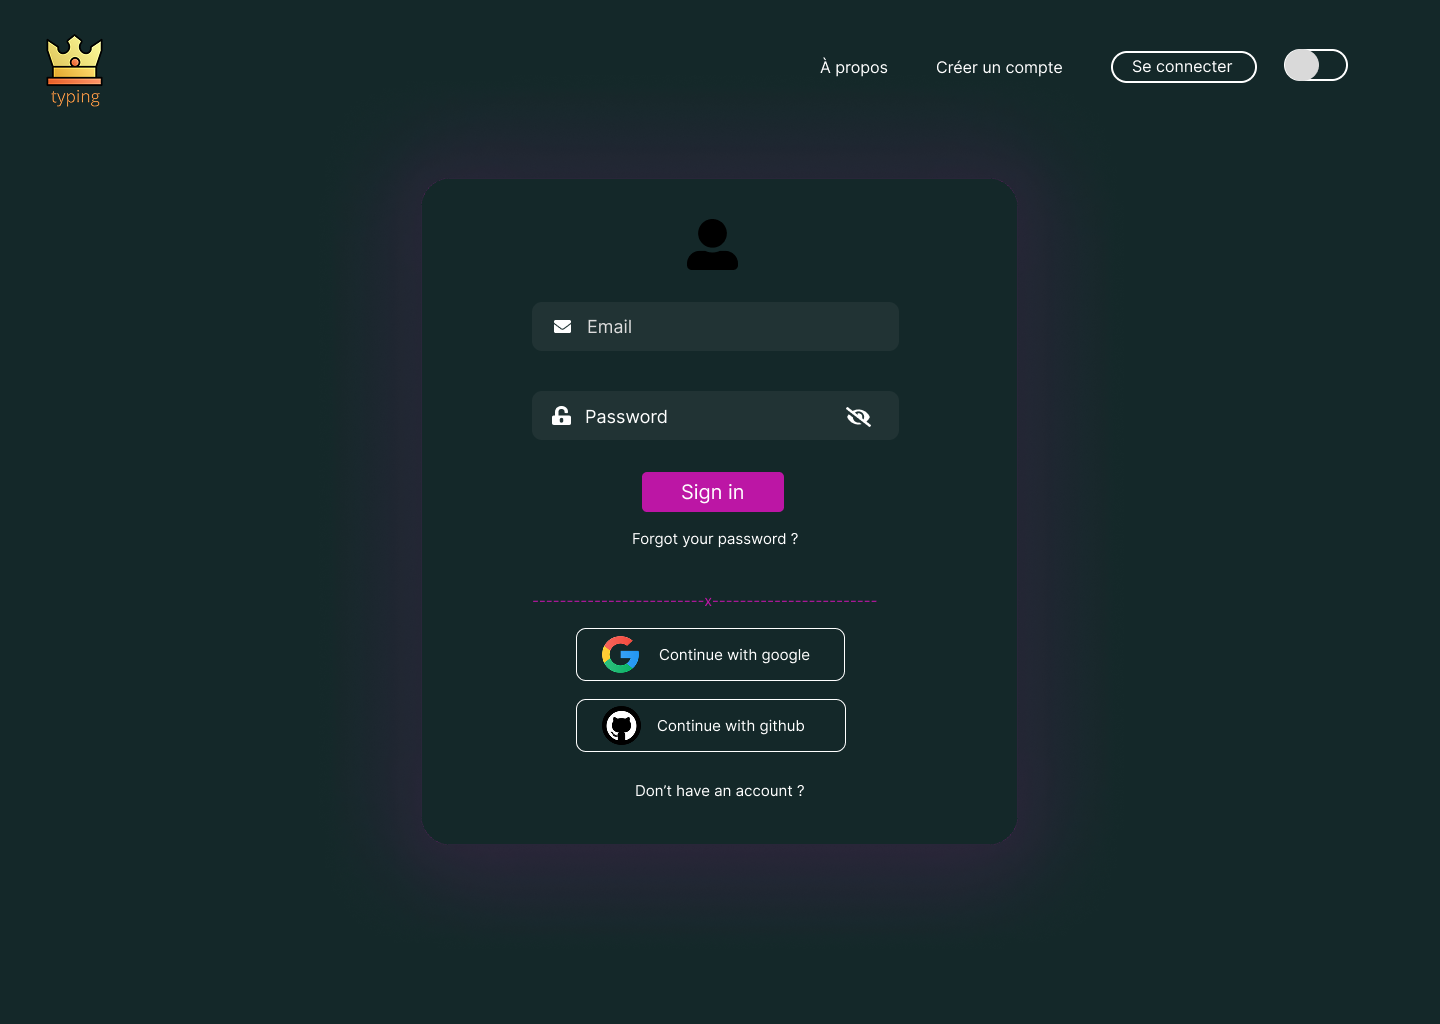 typing
À propos
Créer un compte
Se connecter
Email
Password
Sign in
Forgot your password ?
-------------------------x------------------------
Continue with google
Continue with github
Don’t have an account ?